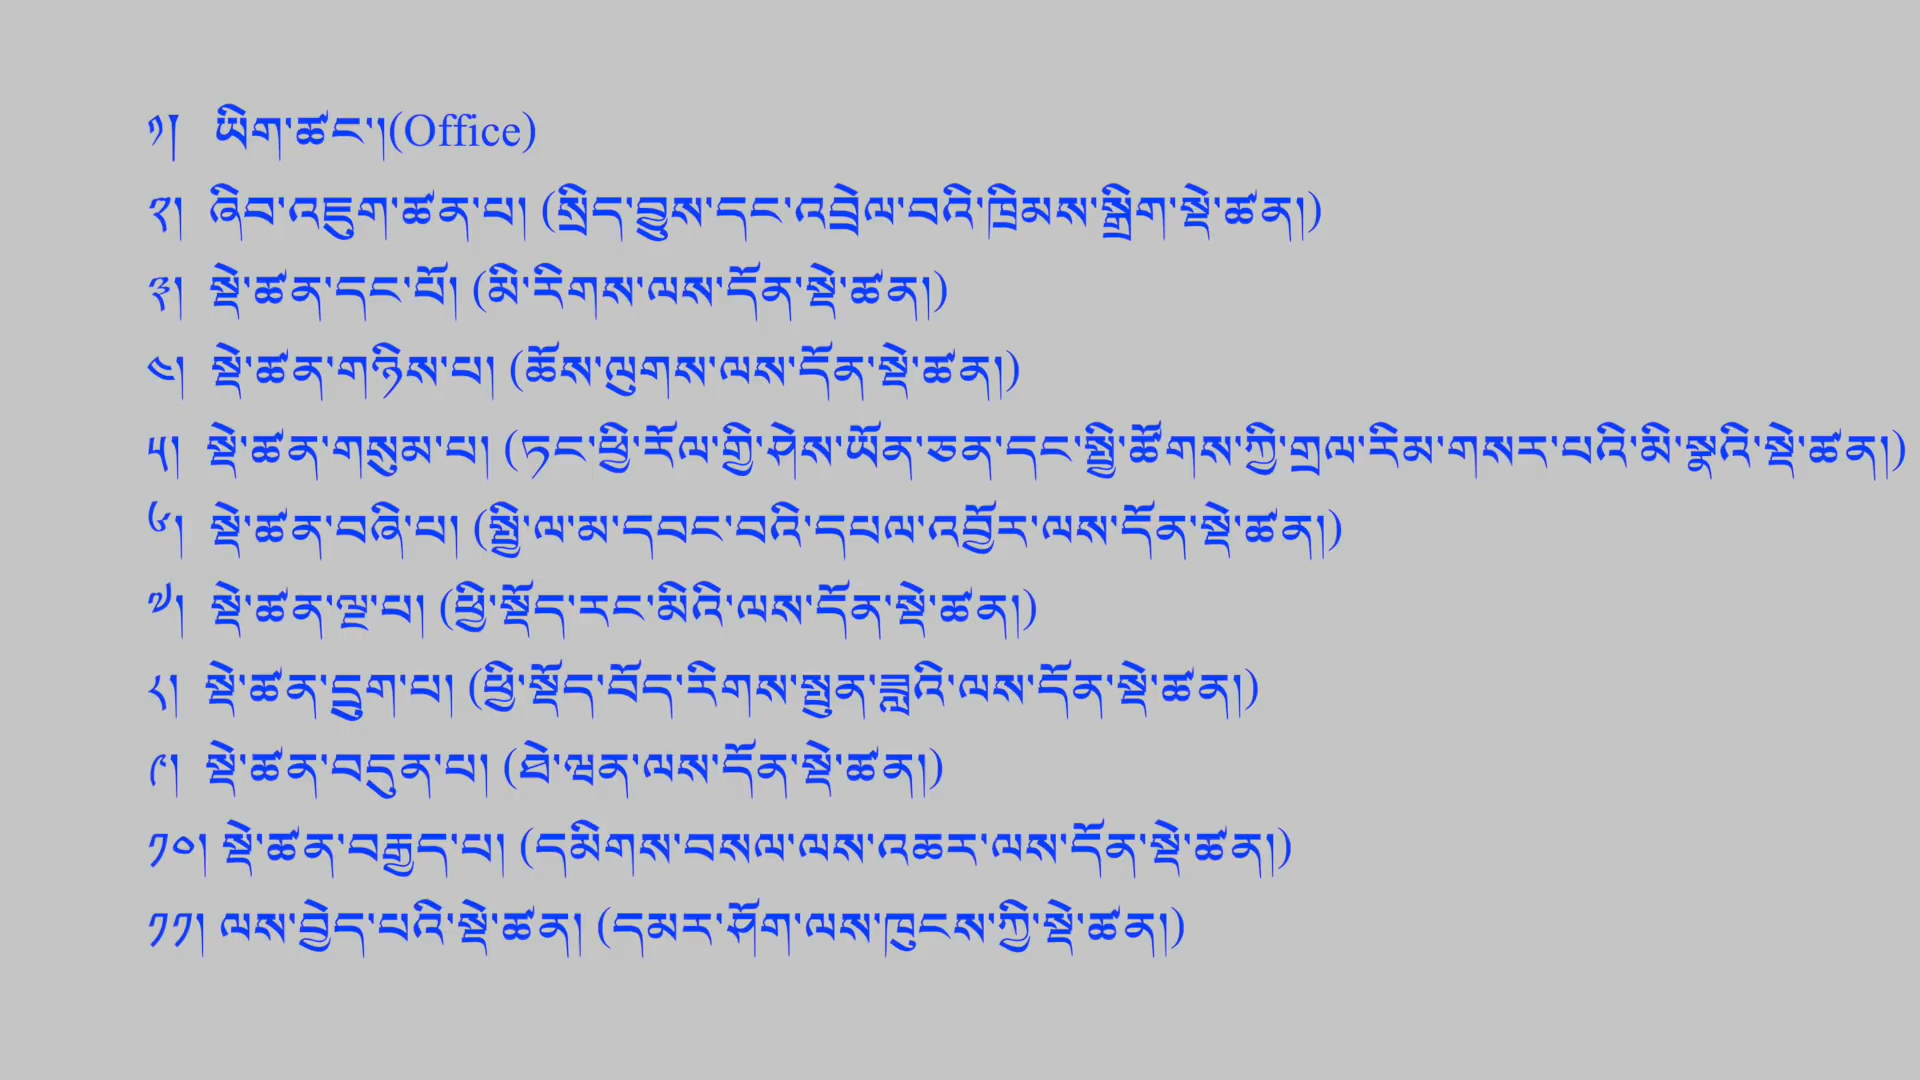 ༡།  ཡིག་ཚང་།(Office)
༢།  ཞིབ་འཇུག་ཚན་པ། (སྲིད་བྱུས་དང་འབྲེལ་བའི་ཁྲིམས་སྒྲིག་སྡེ་ཚན།)
༣།  སྡེ་ཚན་དང་པོ། (མི་རིགས་ལས་དོན་སྡེ་ཚན།)
༤།  སྡེ་ཚན་གཉིས་པ། (ཆོས་ལུགས་ལས་དོན་སྡེ་ཚན།)
༥།  སྡེ་ཚན་གསུམ་པ། (ཏང་ཕྱི་རོལ་གྱི་ཤེས་ཡོན་ཅན་དང་སྤྱི་ཚོགས་ཀྱི་གྲལ་རིམ་གསར་པའི་མི་སྣའི་སྡེ་ཚན།)
༦།  སྡེ་ཚན་བཞི་པ། (སྤྱི་ལ་མ་དབང་བའི་དཔལ་འབྱོར་ལས་དོན་སྡེ་ཚན།)
༧།  སྡེ་ཚན་ལྔ་པ། (ཕྱི་སྡོད་རང་མིའི་ལས་དོན་སྡེ་ཚན།)
༨།  སྡེ་ཚན་དྲུག་པ། (ཕྱི་སྡོད་བོད་རིགས་སྤུན་ཟླའི་ལས་དོན་སྡེ་ཚན།)
༩།  སྡེ་ཚན་བདུན་པ། (ཐེ་ཝན་ལས་དོན་སྡེ་ཚན།)
༡༠། སྡེ་ཚན་བརྒྱད་པ། (དམིགས་བསལ་ལས་འཆར་ལས་དོན་སྡེ་ཚན།)
༡༡། ལས་བྱེད་པའི་སྡེ་ཚན། (དམར་ཤོག་ལས་ཁུངས་ཀྱི་སྡེ་ཚན།)